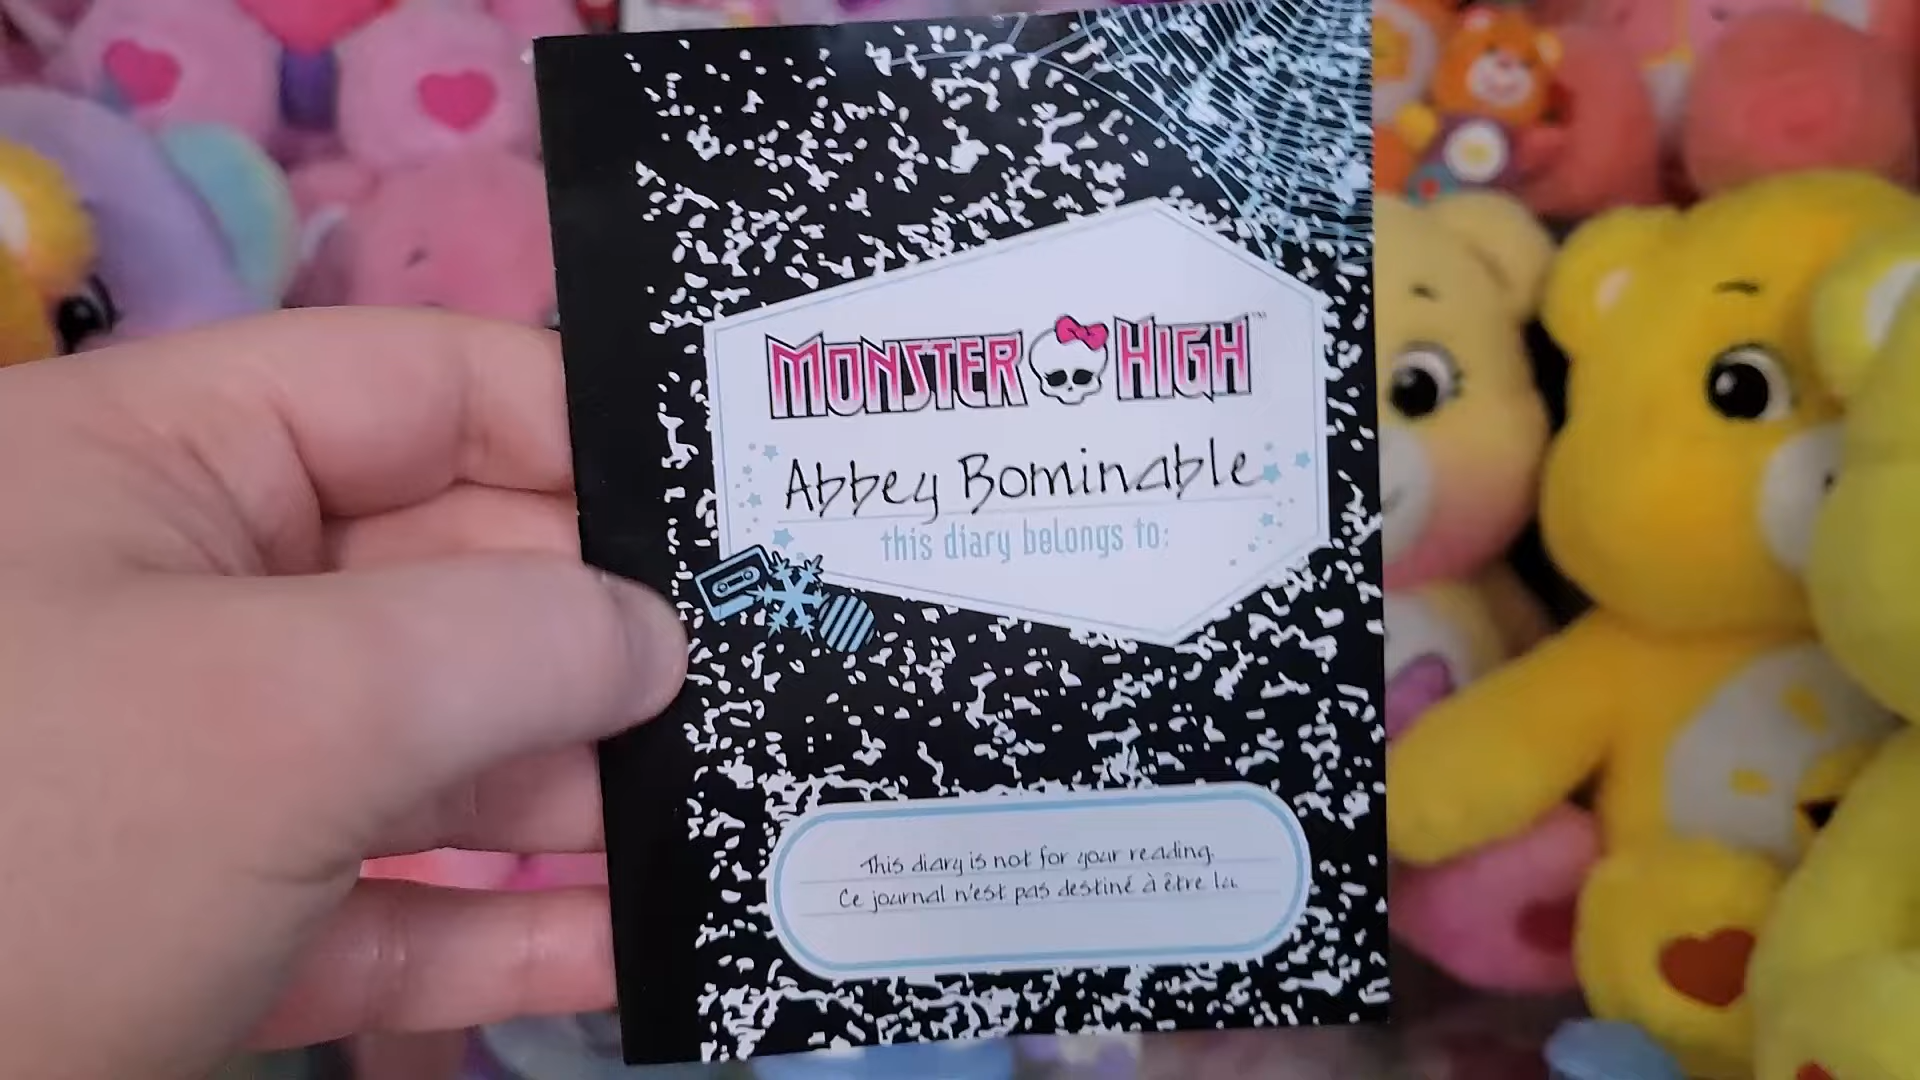 MONSTER HIGH™
Abbey Bominable
this diary belongs to:
This diary is not for your reading.
Ce journal n'est pas destiné à être lu